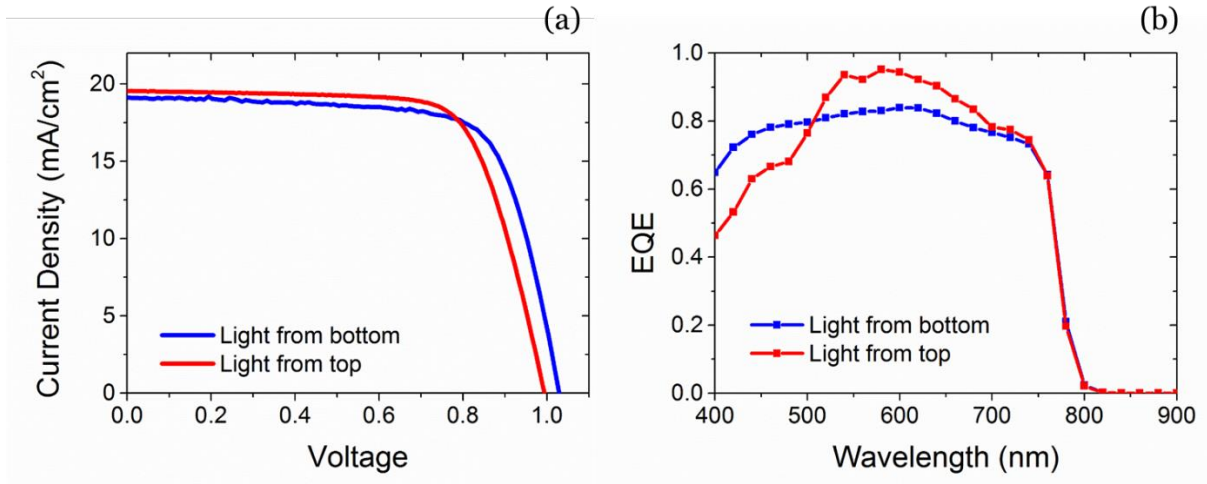 (a)
Current Density (mA/cm²)
20
15
10
5
0
0.0 0.2 0.4 0.6 0.8 1.0
Voltage
Light from bottom
Light from top
(b)
EQE
1.0
0.8
0.6
0.4
0.2
0.0
400 500 600 700 800 900
Wavelength (nm)
Light from bottom
Light from top